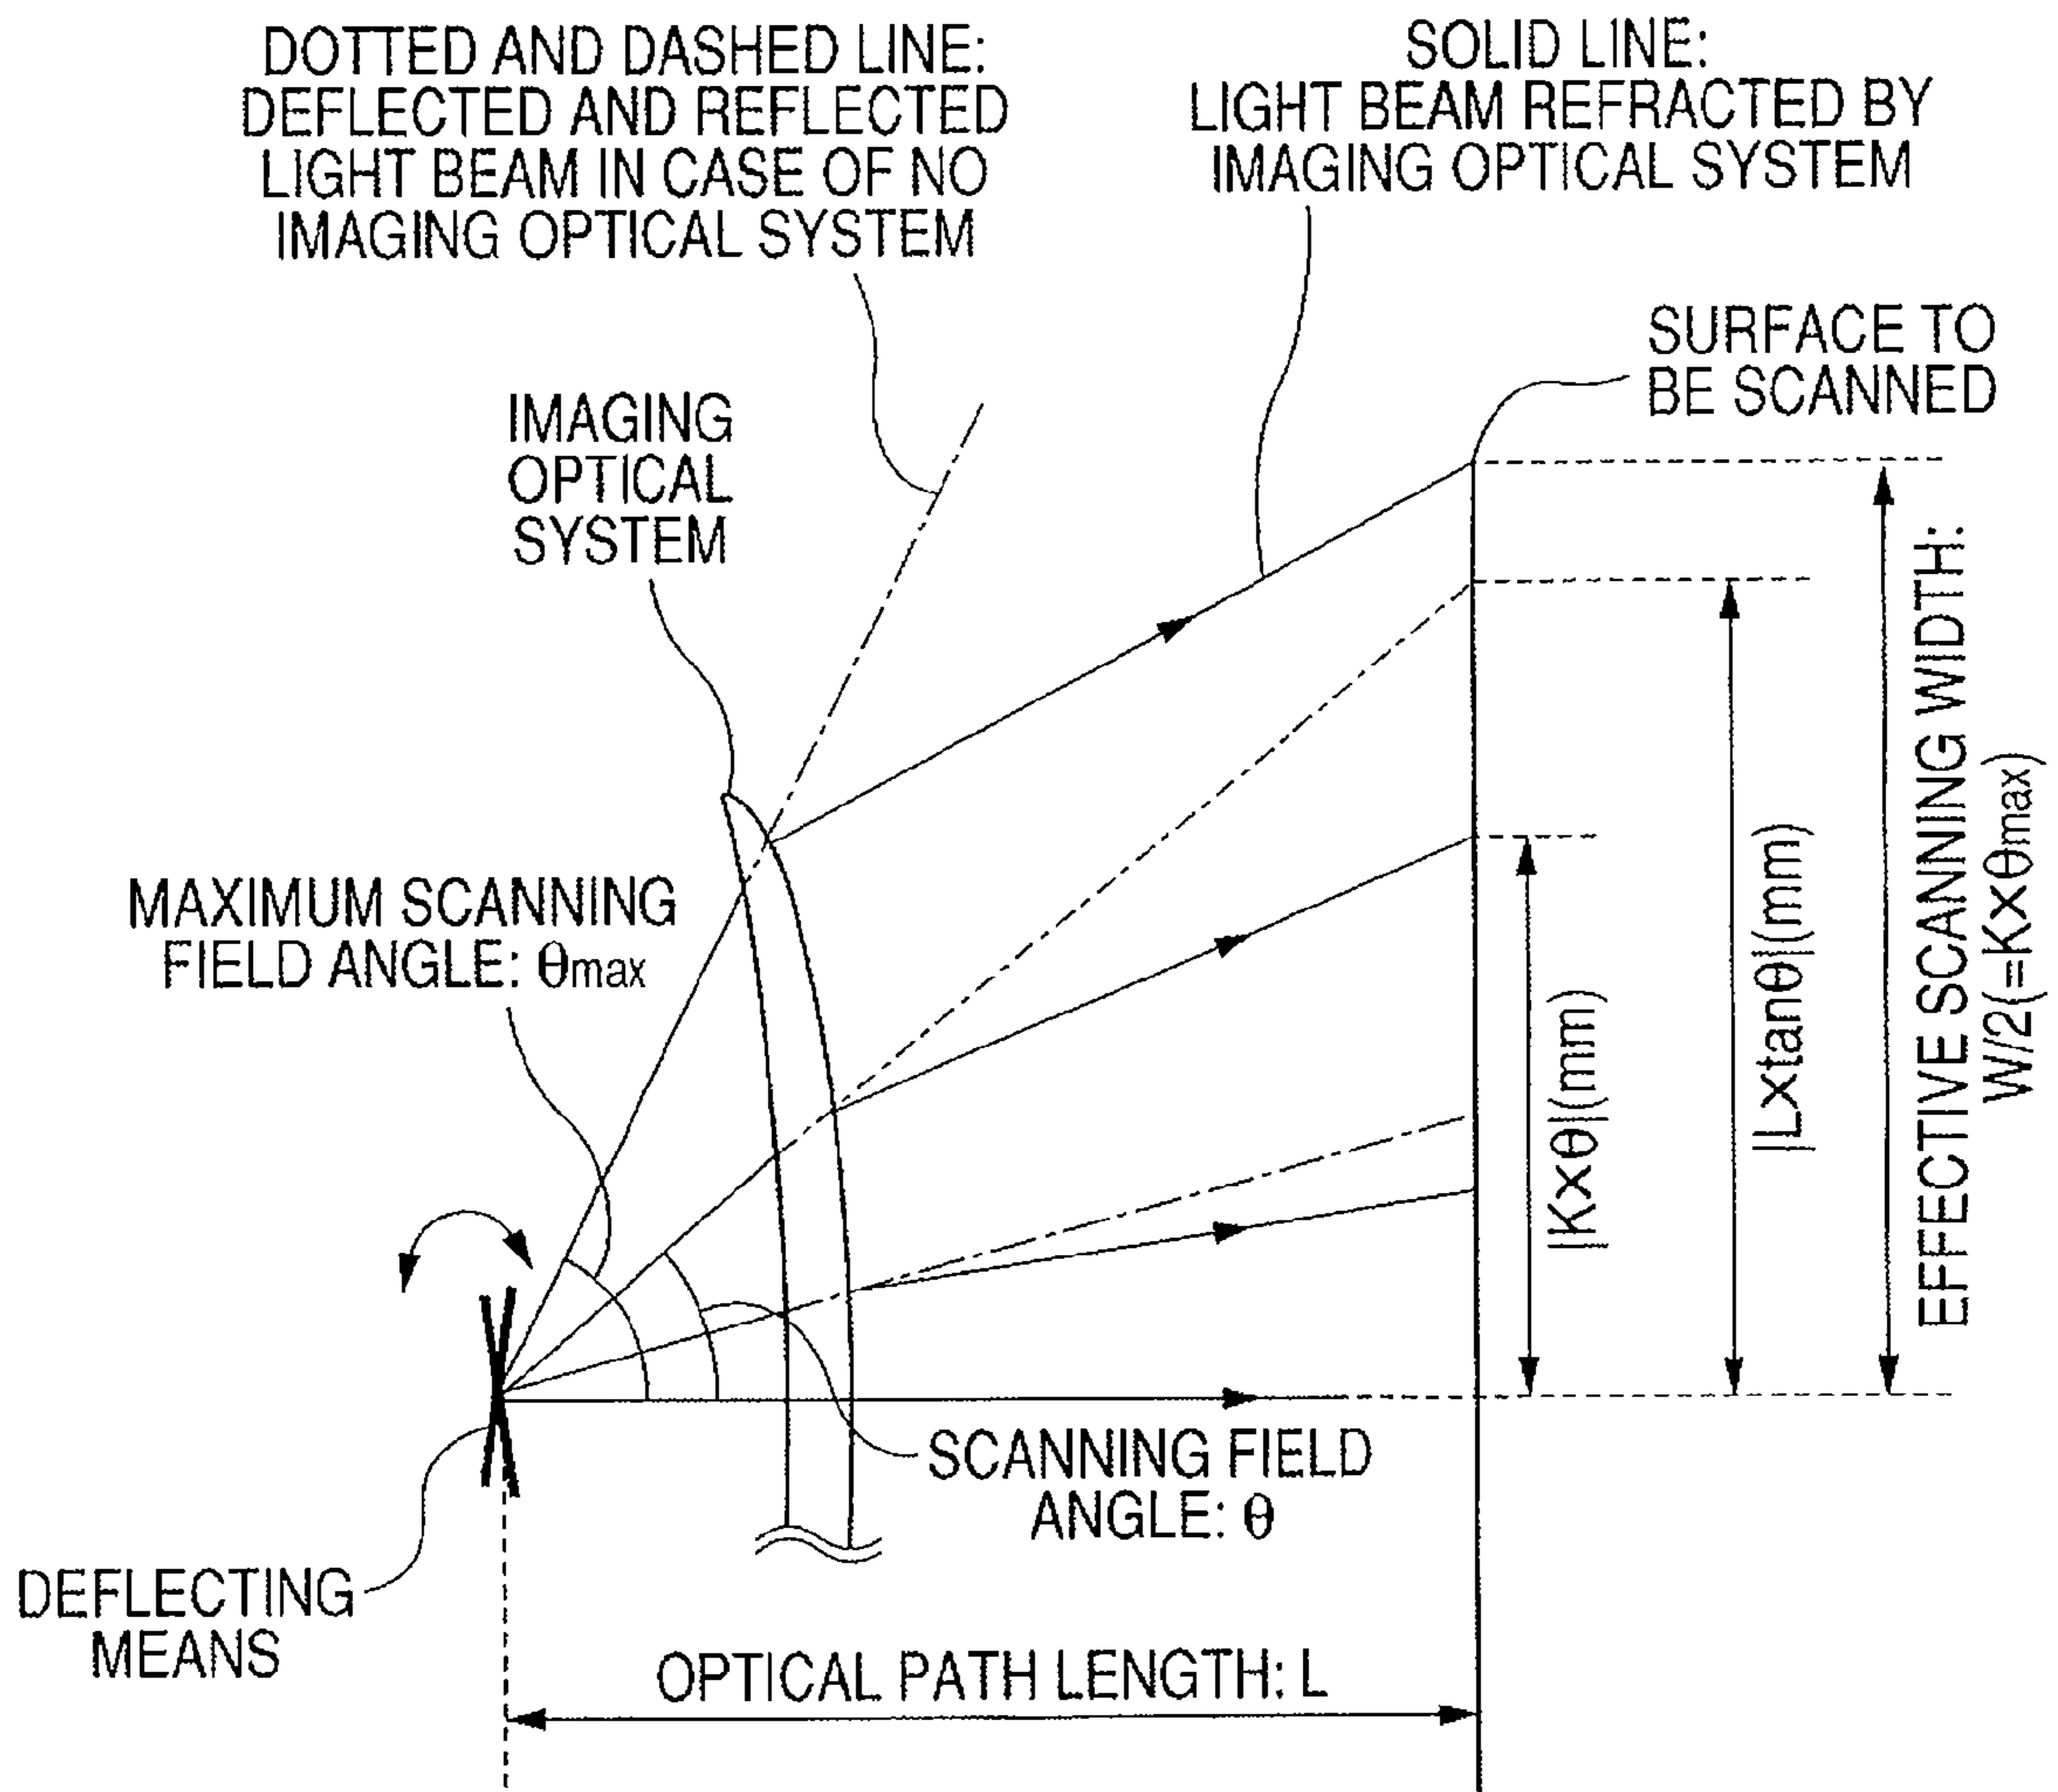 DOTTED AND DASHED LINE:
DEFLECTED AND REFLECTED
LIGHT BEAM IN CASE OF NO
IMAGING OPTICAL SYSTEM
SOLID LINE:
LIGHT BEAM REFRACTED BY
IMAGING OPTICAL SYSTEM
SURFACE TO
BE SCANNED
IMAGING
OPTICAL
SYSTEM
MAXIMUM SCANNING
FIELD ANGLE: θmax
|K×θ|(mm)
|L×tanθ|(mm)
EFFECTIVE SCANNING WIDTH:
W/2(=K×θmax)
SCANNING FIELD
ANGLE: θ
DEFLECTING
MEANS
OPTICAL PATH LENGTH: L